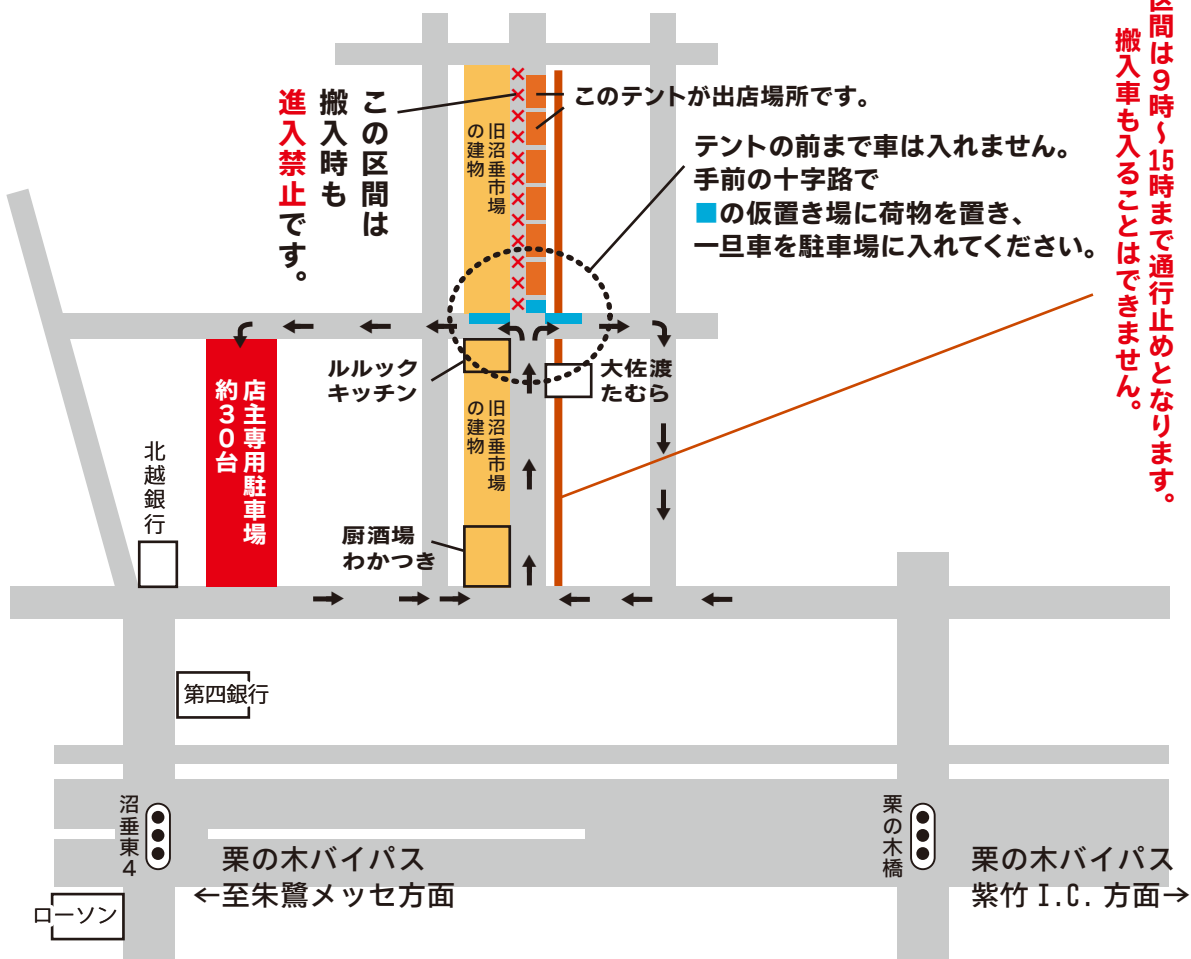 区間は9時~15時まで通行止めとなります。
搬入車も入ることはできません。
この区間は
搬入時も
進入禁止です。
このテントが出店場所です。
テントの前まで車は入れません。
手前の十字路で
■の仮置き場に荷物を置き、
一旦車を駐車場に入れてください。
旧沼垂市場
の建物
ルルック
キッチン
大佐渡
たむら
店主専用駐車場
約30台
旧沼垂市場
の建物
北越銀行
厨酒場
わかつき
第四銀行
沼垂東4
栗の木バイパス
←至朱鷺メッセ方面
栗の木橋
栗の木バイパス
紫竹 I.C. 方面→
ローソン